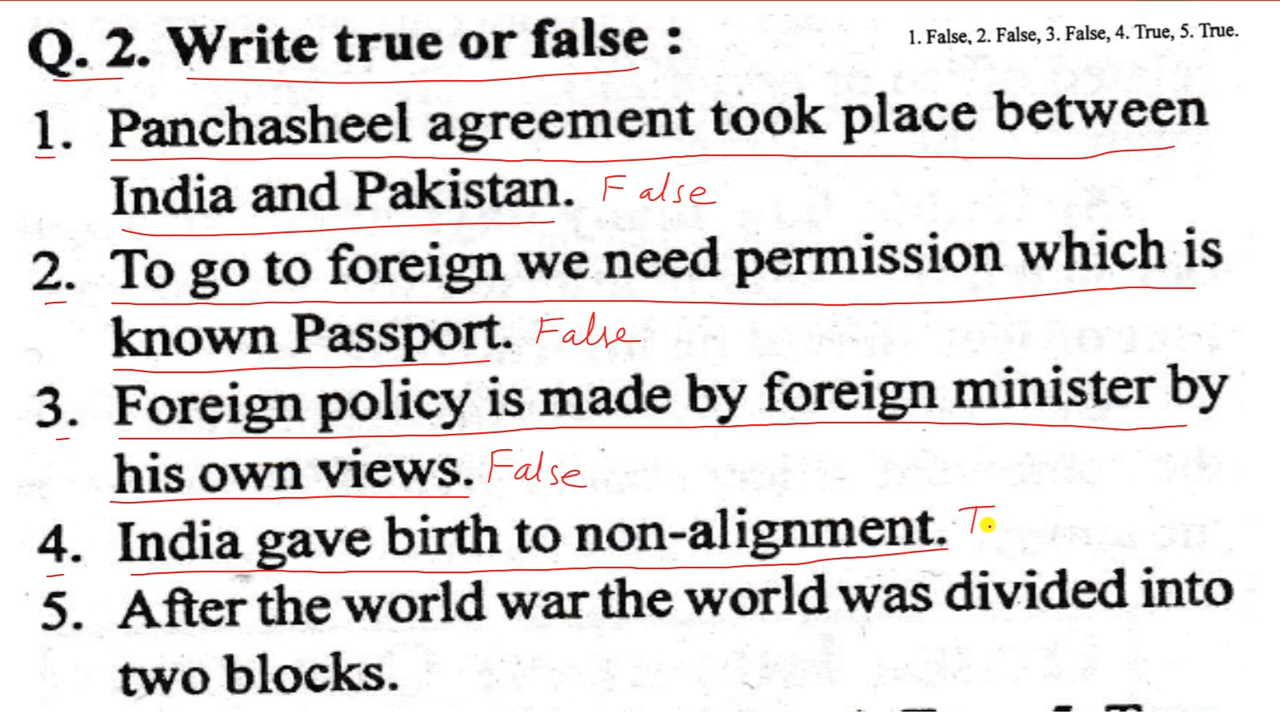 Q. 2. Write true or false :
1. False, 2. False, 3. False, 4. True, 5. True.
1. Panchasheel agreement took place between
India and Pakistan. False
2. To go to foreign we need permission which is
known Passport. False
3. Foreign policy is made by foreign minister by
his own views. False
4. India gave birth to non-alignment. T
5. After the world war the world was divided into
two blocks.